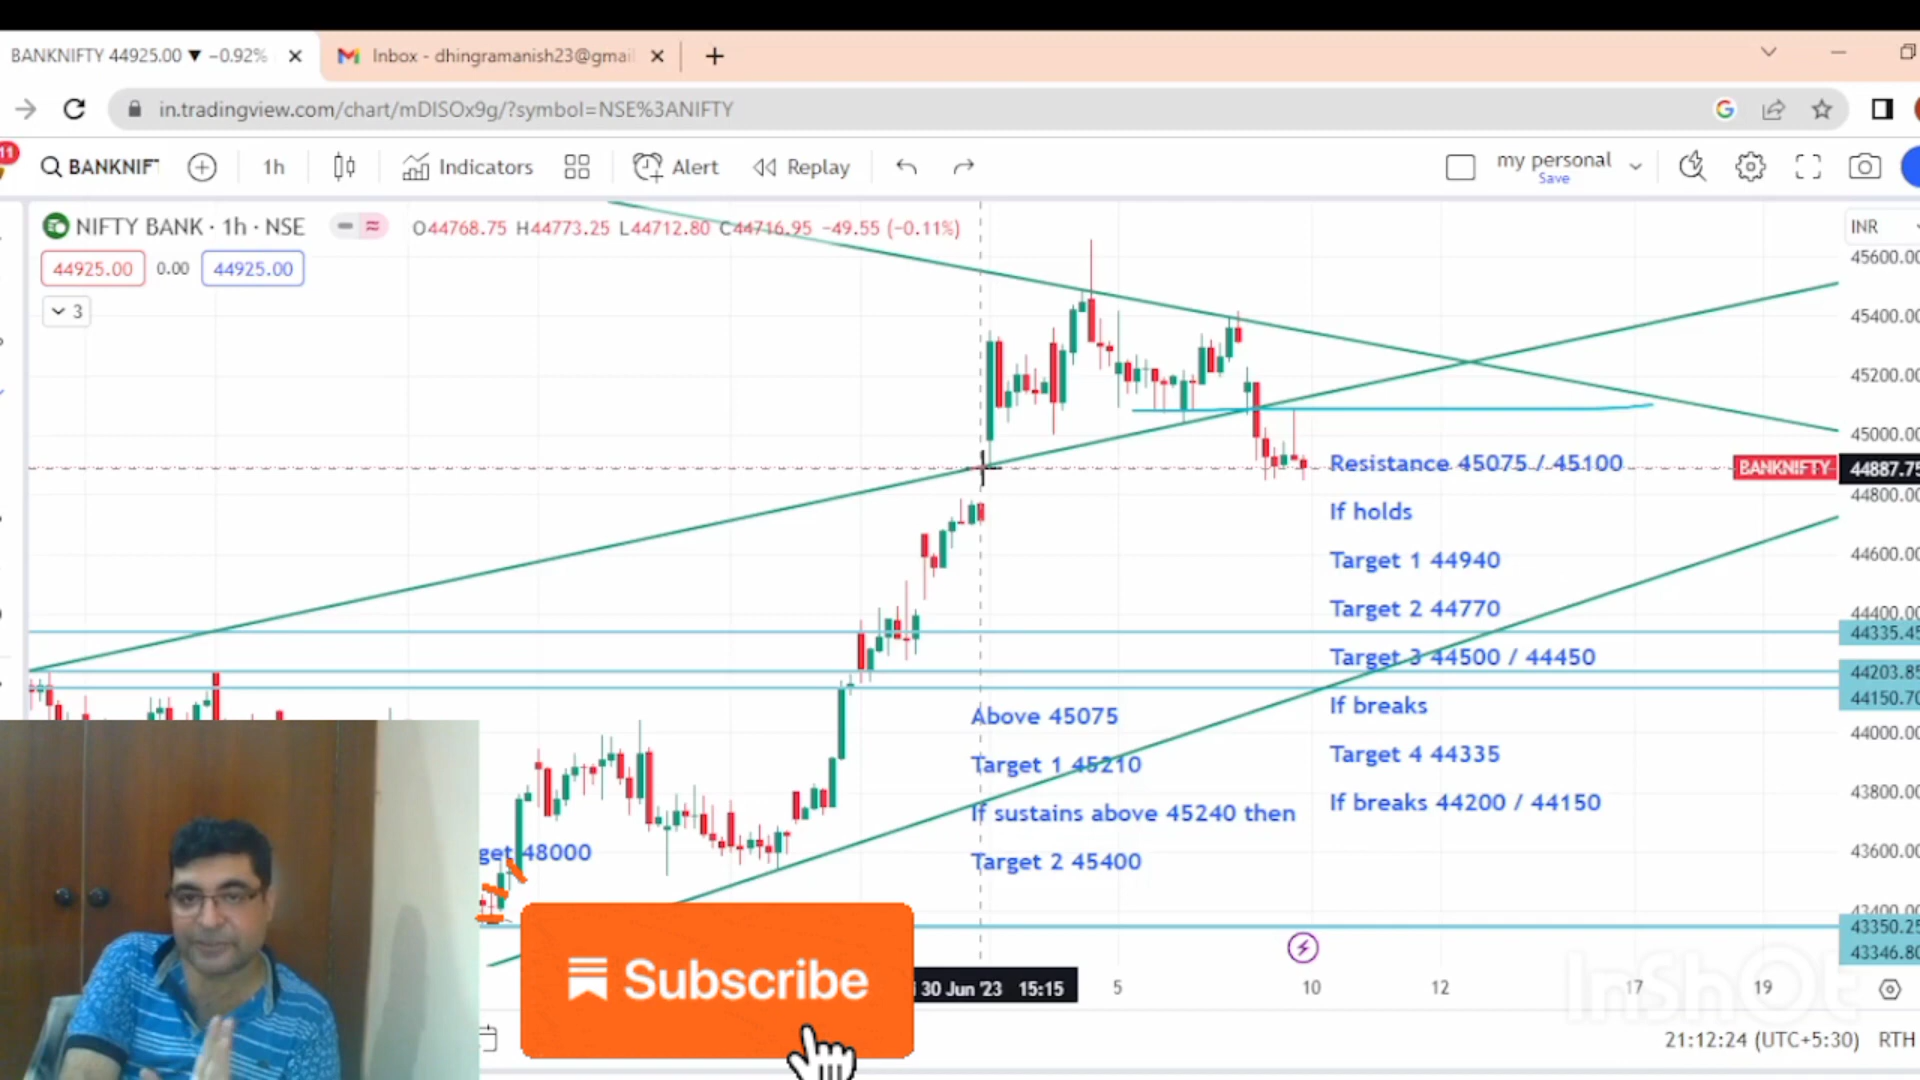 BANKNIFTY 44925.00 ▼ −0.92%
Inbox - dhingramanish23@gmail
in.tradingview.com/chart/mDISOx9g/?symbol=NSE%3ANIFTY
11
BANKNIFT
1h
Indicators
Alert
Replay
my personal
Save
NIFTY BANK · 1h · NSE
O44768.75 H44773.25 L44712.80 C44716.95 −49.55 (−0.11%)
INR
44925.00
0.00
44925.00
3
45600.00
45400.00
45200.00
45000.00
BANKNIFTY
44887.75
44800.00
44600.00
44400.00
44335.45
44203.85
44150.70
44000.00
43800.00
43600.00
43400.00
43350.25
43346.80
Resistance 45075 / 45100
If holds
Target 1 44940
Target 2 44770
Target 3 44500 / 44450
If breaks
Target 4 44335
If breaks 44200 / 44150
Above 45075
Target 1 45210
If sustains above 45240 then
Target 2 45400
get 48000
Subscribe
30 Jun '23 15:15
5
10
12
17
19
InShOt
21:12:24 (UTC+5:30)
RTH